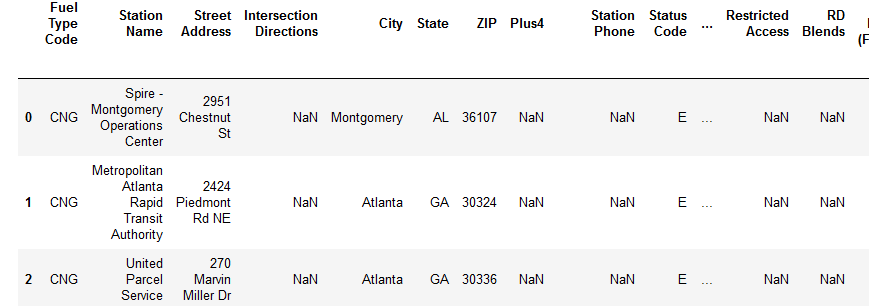 Fuel Type Code Station Name Street Address Intersection Directions City State ZIP Plus4 Station Phone Status Code ... Restricted Access RD Blends
0 CNG Spire - Montgomery Operations Center 2951 Chestnut St NaN Montgomery AL 36107 NaN NaN E ... NaN NaN
1 CNG Metropolitan Atlanta Rapid Transit Authority 2424 Piedmont Rd NE NaN Atlanta GA 30324 NaN NaN E ... NaN NaN
2 CNG United Parcel Service 270 Marvin Miller Dr NaN Atlanta GA 30336 NaN NaN E ... NaN NaN